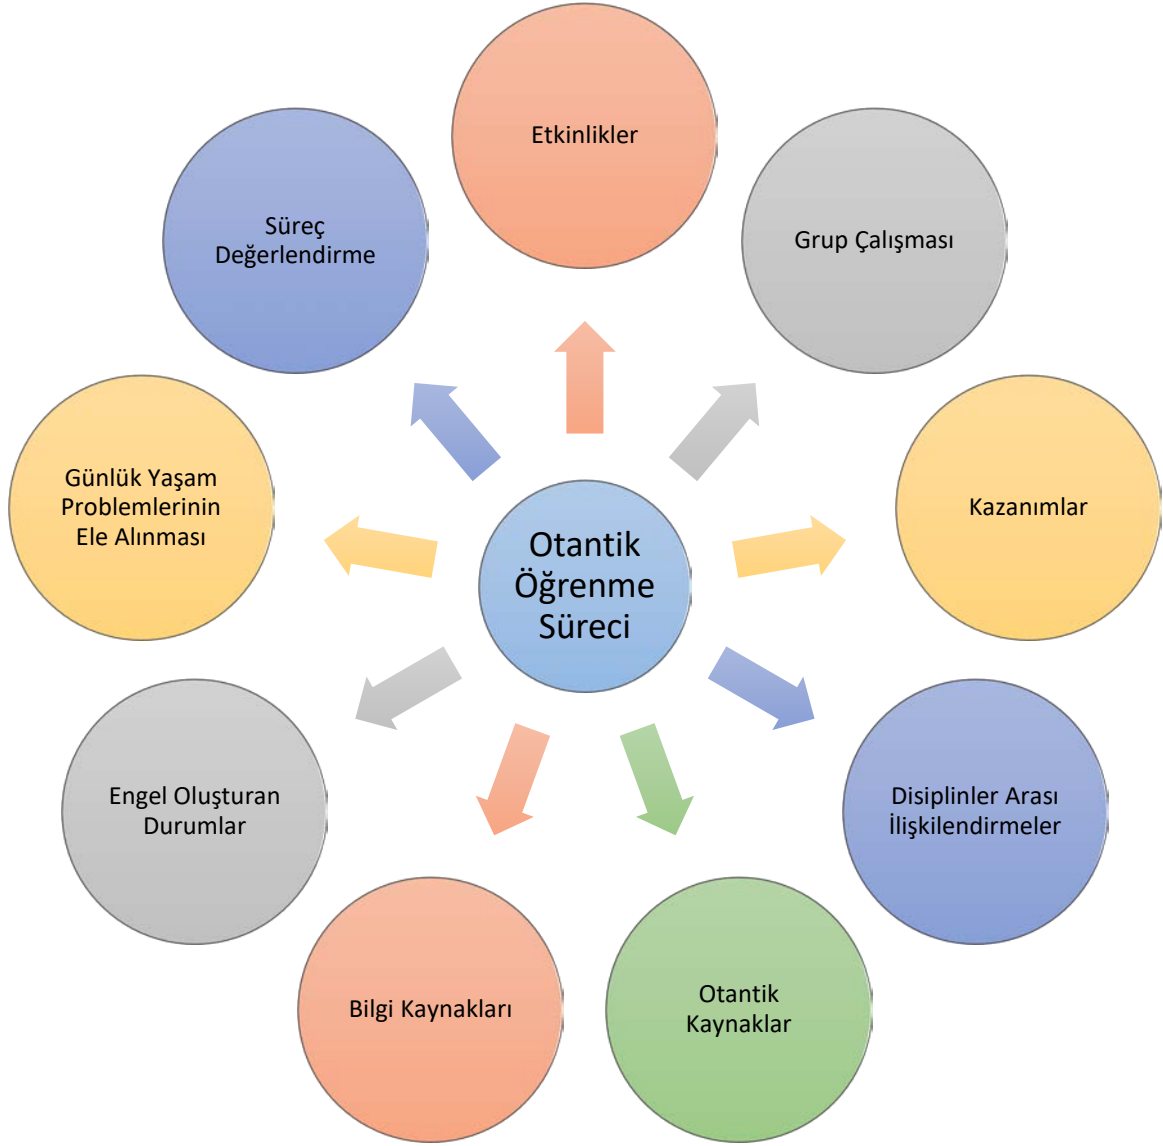 Etkinlikler
Grup Çalışması
Kazanımlar
Disiplinler Arası
İlişkilendirmeler
Otantik
Kaynaklar
Bilgi Kaynakları
Engel Oluşturan
Durumlar
Günlük Yaşam
Problemlerinin
Ele Alınması
Süreç
Değerlendirme
Otantik
Öğrenme
Süreci